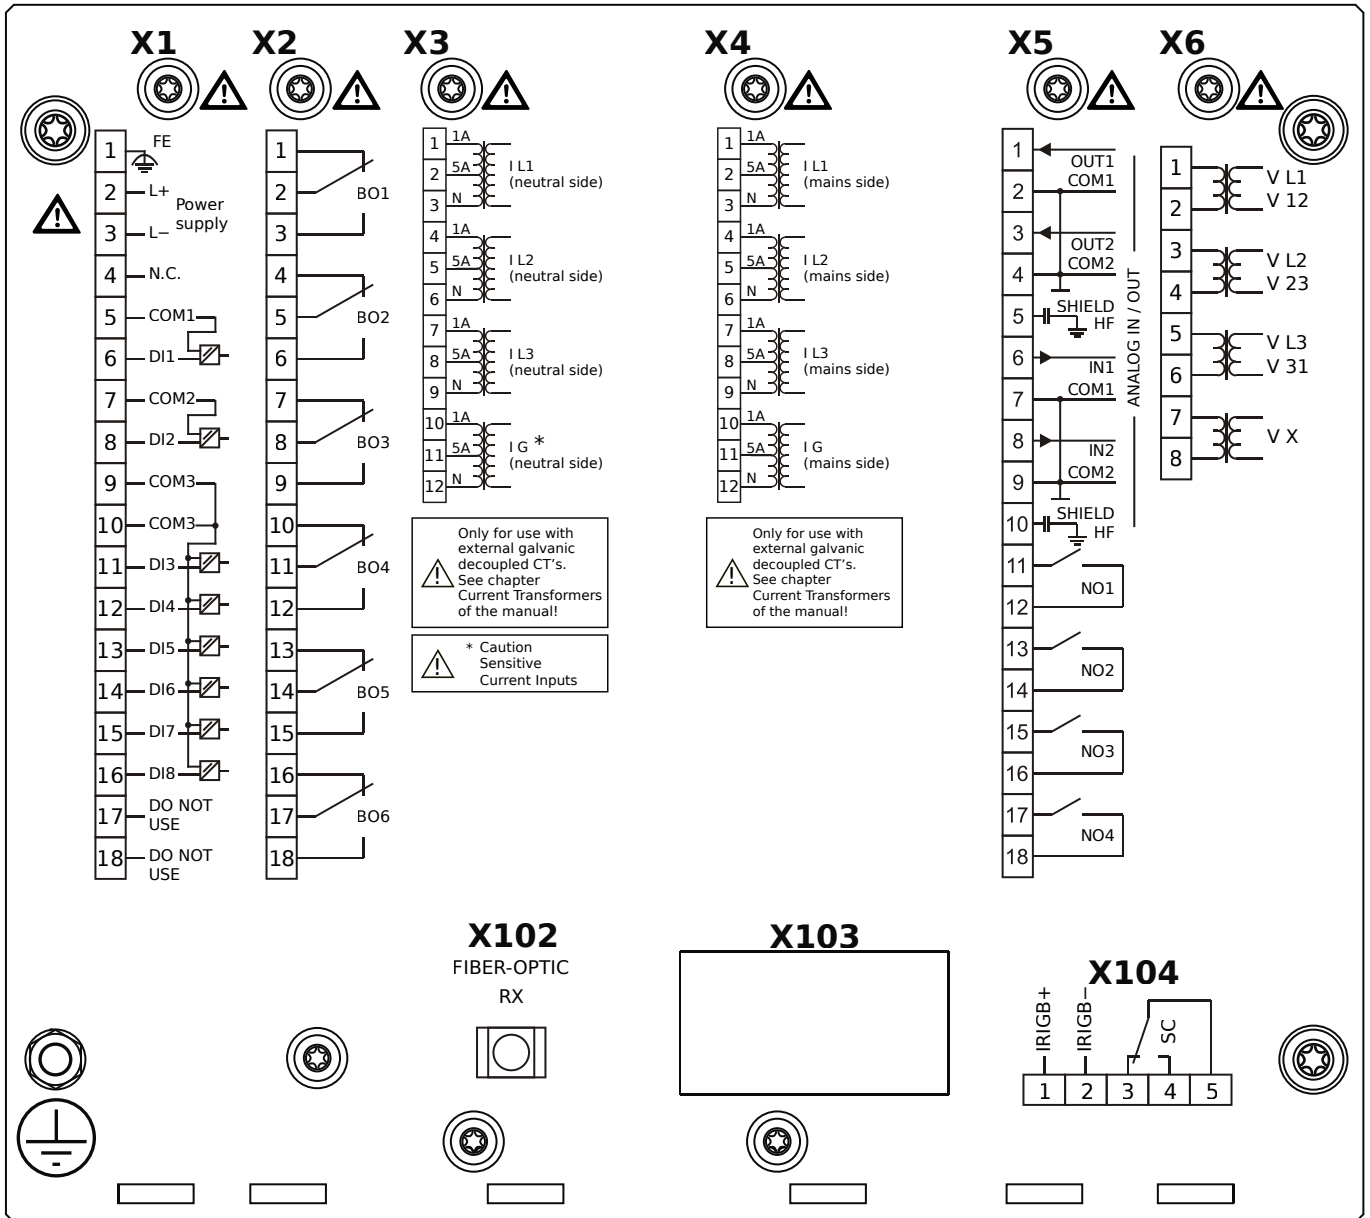 X1
X2
X3
X4
X5
X6
1
FE
2
L+
Power
supply
3
L−
4
N.C.
5
COM1
6
DI1
7
COM2
8
DI2
9
COM3
10
COM3
11
DI3
12
DI4
13
DI5
14
DI6
15
DI7
16
DI8
17
DO NOT
USE
18
DO NOT
USE
1
2
BO1
3
4
5
BO2
6
7
8
BO3
9
10
11
BO4
12
13
14
BO5
15
16
17
BO6
18
1
1A
2
5A
3
N
I L1
(neutral side)
4
1A
5
5A
6
N
I L2
(neutral side)
7
1A
8
5A
9
N
I L3
(neutral side)
10
1A
11
5A
12
N
I G *
(neutral side)
Only for use with
external galvanic
decoupled CT's.
See chapter
Current Transformers
of the manual!
* Caution
Sensitive
Current Inputs
1
1A
2
5A
3
N
I L1
(mains side)
4
1A
5
5A
6
N
I L2
(mains side)
7
1A
8
5A
9
N
I L3
(mains side)
10
1A
11
5A
12
N
I G
(mains side)
Only for use with
external galvanic
decoupled CT's.
See chapter
Current Transformers
of the manual!
1
OUT1
2
COM1
3
OUT2
4
COM2
5
SHIELD
HF
6
IN1
7
COM1
8
IN2
9
COM2
10
SHIELD
HF
ANALOG IN / OUT
11
NO1
12
13
NO2
14
15
NO3
16
17
NO4
18
1
V L1
2
V 12
3
V L2
4
V 23
5
V L3
6
V 31
7
V X
8
X102
FIBER-OPTIC
RX
X103
X104
IRIGB+
IRIGB−
SC
1 2 3 4 5